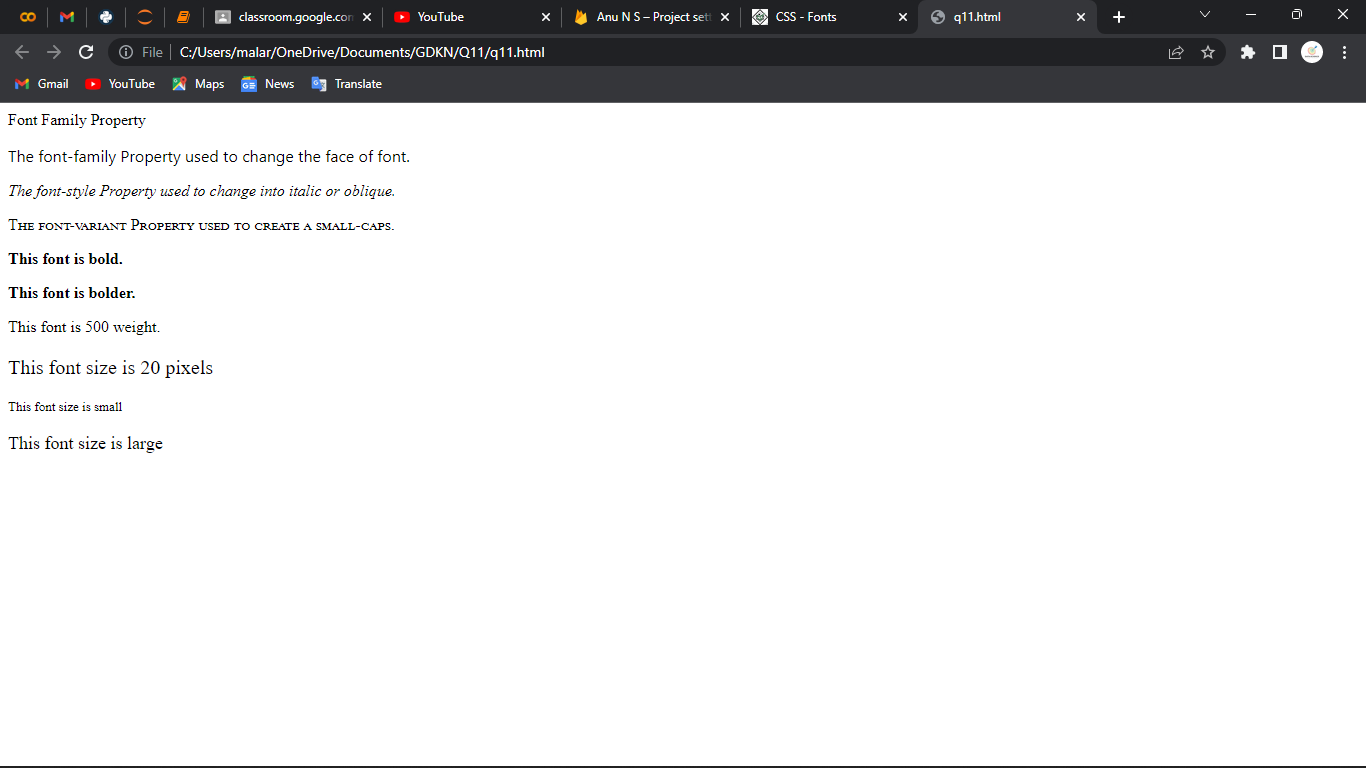 classroom.google.con
YouTube
Anu N S – Project sett
CSS - Fonts
q11.html
File
C:/Users/malar/OneDrive/Documents/GDKN/Q11/q11.html
Gmail
YouTube
Maps
News
Translate
Font Family Property
The font-family Property used to change the face of font.
The font-style Property used to change into italic or oblique.
The font-variant Property used to create a small-caps.
This font is bold.
This font is bolder.
This font is 500 weight.
This font size is 20 pixels
This font size is small
This font size is large